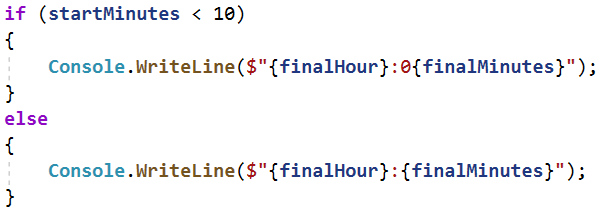 if (startMinutes < 10)
{
    Console.WriteLine($"{finalHour}:0{finalMinutes}");
}
else
{
    Console.WriteLine($"{finalHour}:{finalMinutes}");
}